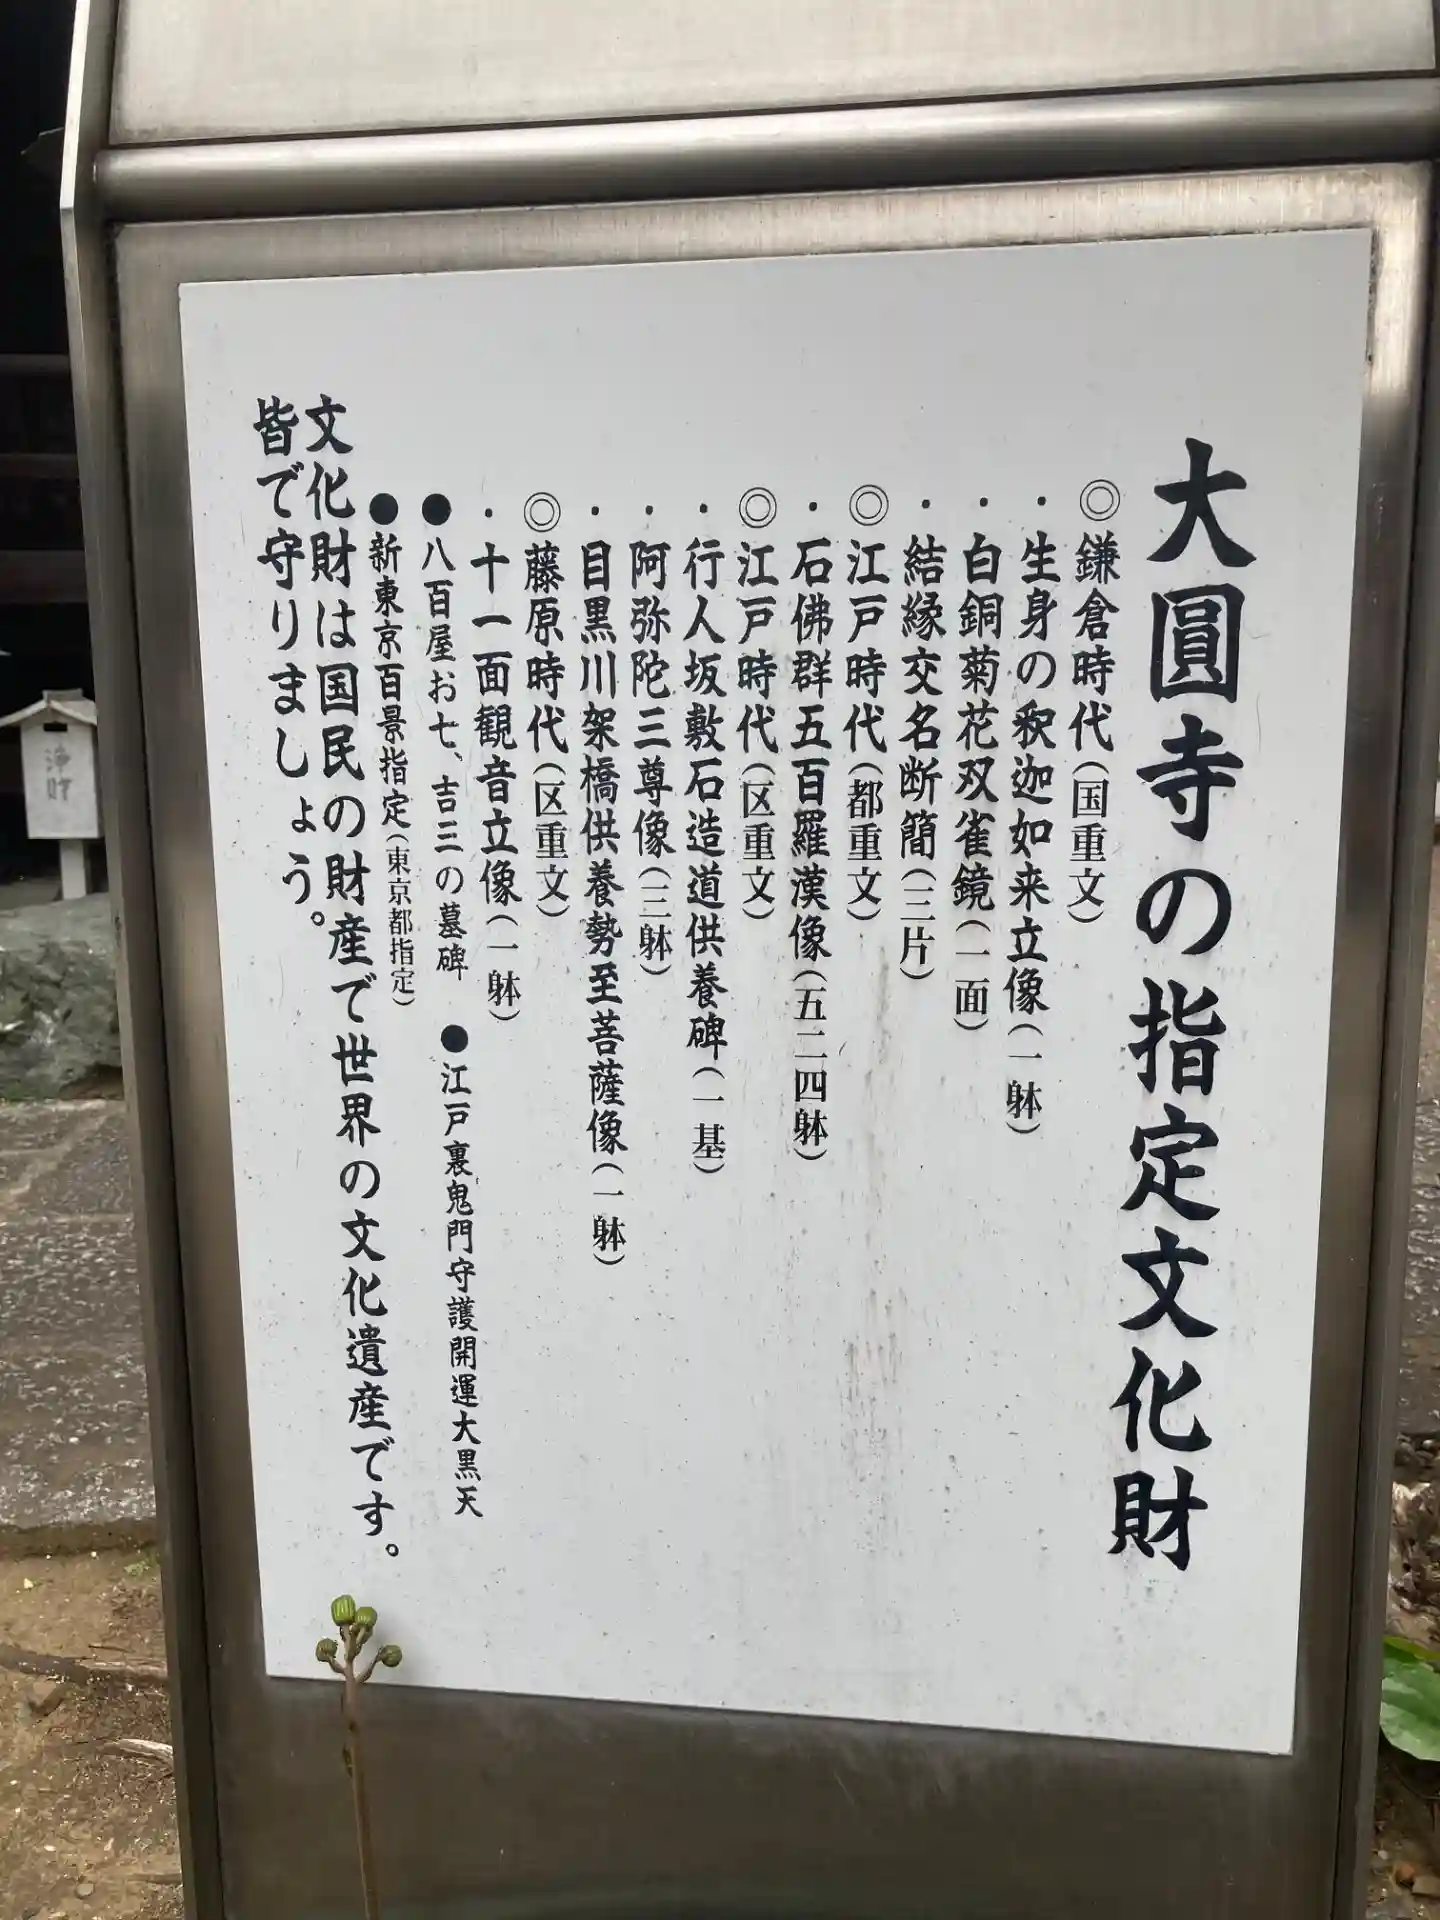 大圓寺の指定文化財
◎鎌倉時代(国重文)
・生身の釈迦如来立像(一躰)
・白銅菊花双雀鏡(一面)
・結縁交名断簡(三片)
◎江戸時代(都重文)
・石佛群五百羅漢像(五二四躰)
◎江戸時代(区重文)
・行人坂敷石造道供養碑(一基)
・阿弥陀三尊像(三躰)
・目黒川架橋供養勢至菩薩像(一躰)
◎藤原時代(区重文)
・十一面観音立像(一躰)
●八百屋お七、吉三の墓碑 ●江戸裏鬼門守護開運大黒天
●新東京百景指定(東京都指定)
文化財は国民の財産で世界の文化遺産です。
皆で守りましょう。
浄財